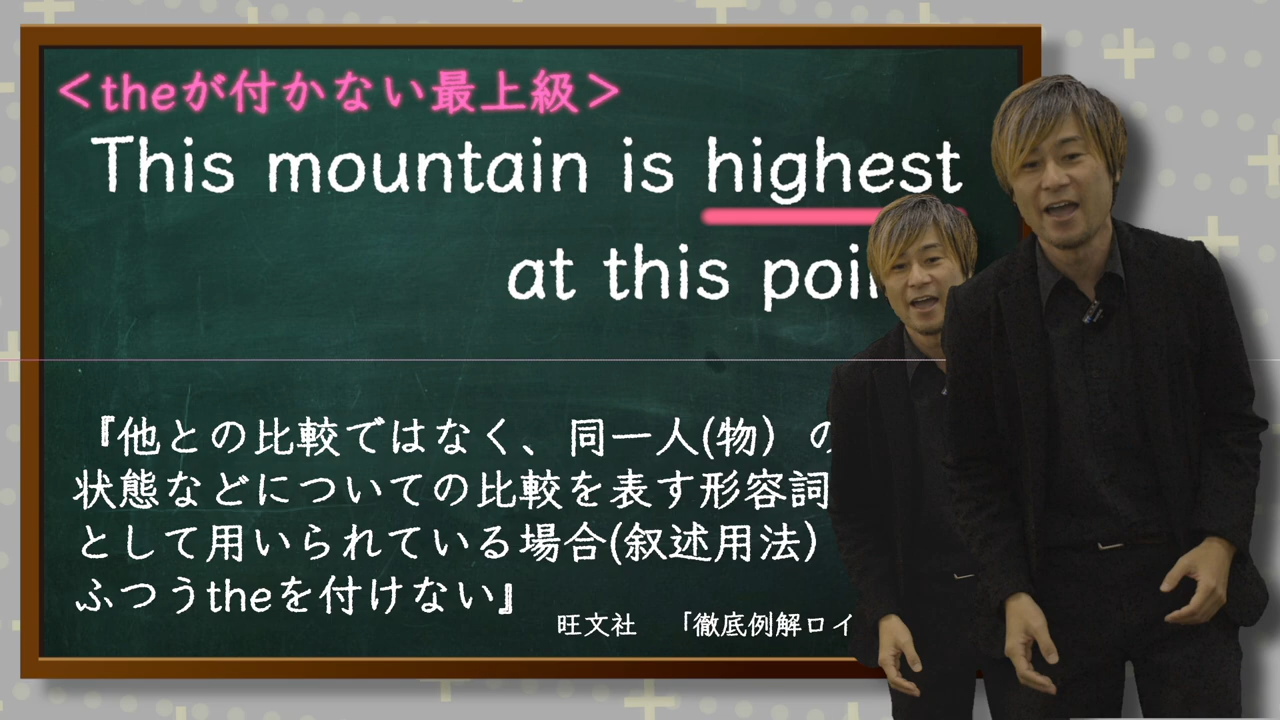 <theが付かない最上級>
This mountain is highest
at this
『他との比較ではなく、同一人(物）の
状態などについての比較を表す形容詞
として用いられている場合(叙述用法)
ふつうtheを付けない』
旺文社 「徹底例解ロイ